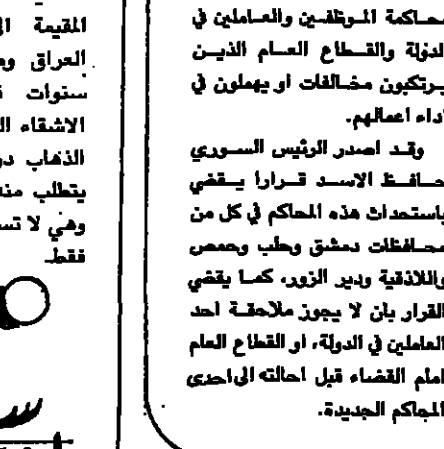 محاكمة الموظفين والعاملين في
الدولة والقطاع العام الذين
يرتكبون مخالفات او يهملون في
اداء اعمالهم.
وقد اصدر الرئيس السوري
حافظ الاسد قرارا يقضي
باستحداث هذه المحاكم في كل من
محافظات دمشق وحلب وحمص
واللاذقية ودير الزور، كما يقضي
القرار بان لا يجوز ملاحقة احد
العاملين في الدولة، او القطاع العام
امام القضاء قبل احالته الى احدى
المحاكم الجديدة.
المقيمة
العراق
سنوات
الاشقاء
الذهاب
يتطلب
وهي لا
فقط.